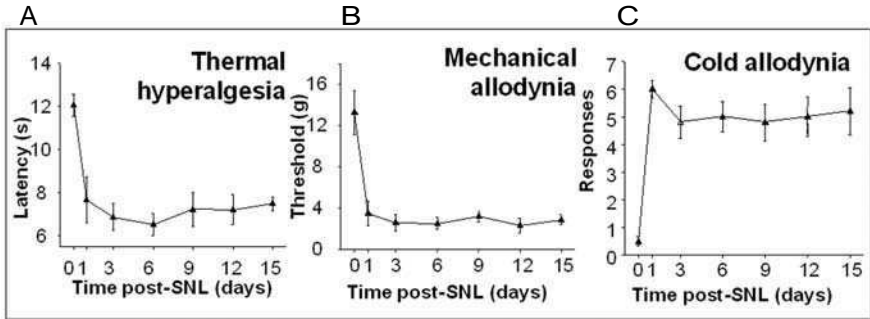 A
B
C
Thermal
hyperalgesia
Latency (s)
14
12
10
8
6
0 1 3 6 9 12 15
Time post-SNL (days)
Mechanical
allodynia
Threshold (g)
16
12
8
4
0
0 1 3 6 9 12 15
Time post-SNL (days)
Cold allodynia
Responses
7
6
5
4
3
2
1
0
0 1 3 6 9 12 15
Time post-SNL (days)